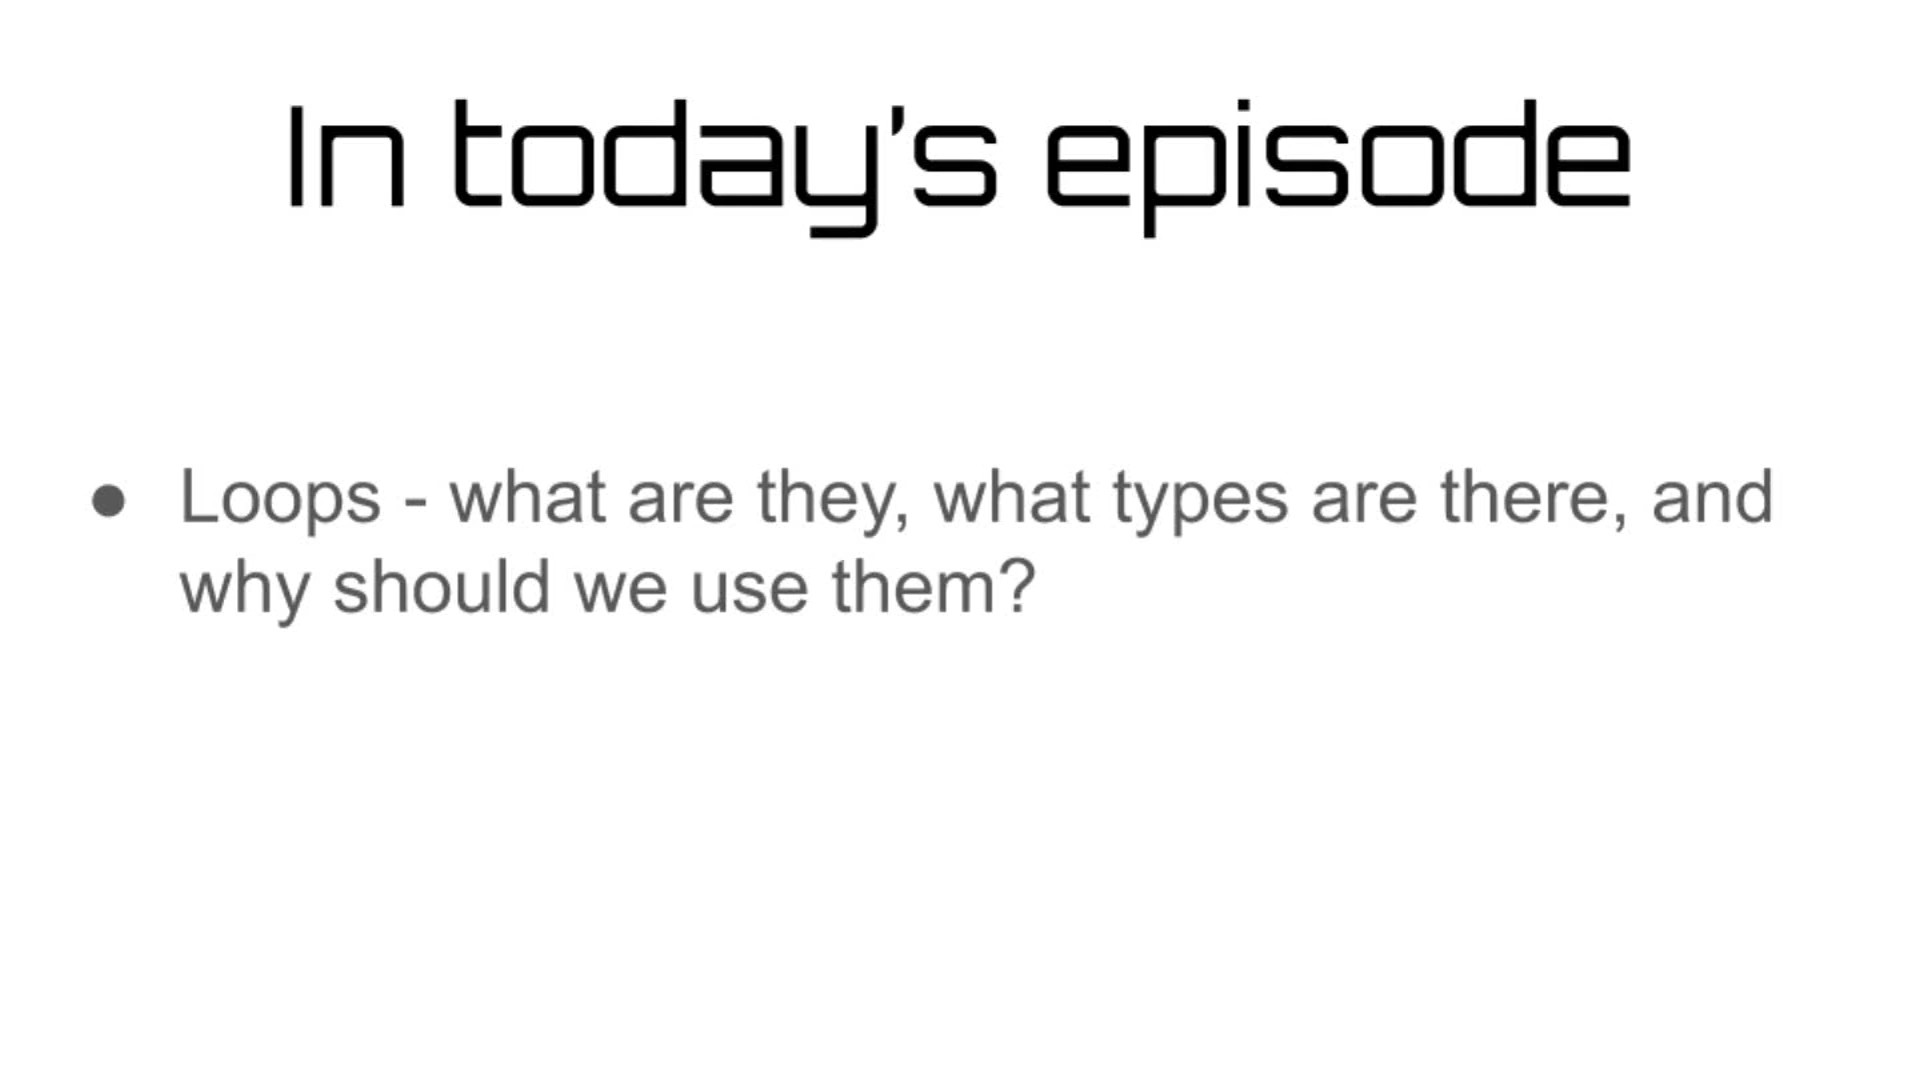 In today’s episode
● Loops - what are they, what types are there, and
why should we use them?